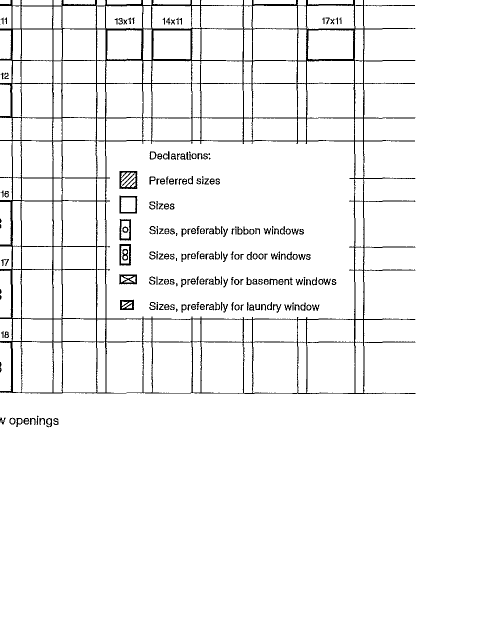 11
13x11
14x11
17x11
12
Declarations:
Preferred sizes
16
Sizes
Sizes, preferably ribbon windows
Sizes, preferably for door windows
17
Sizes, preferably for basement windows
Sizes, preferably for laundry window
18
w openings